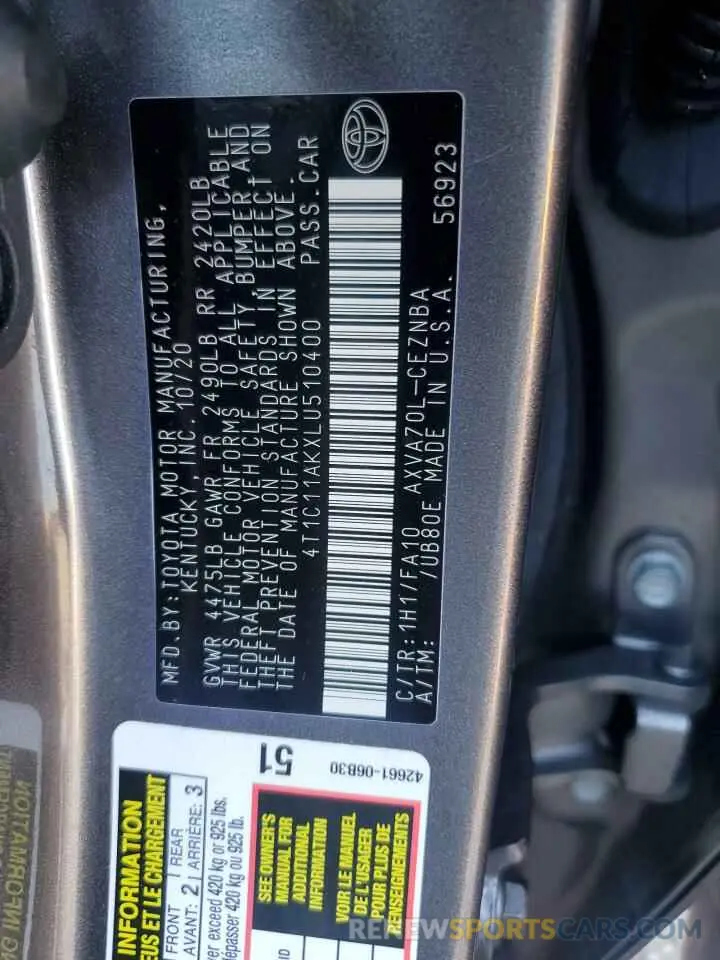 MFD.BY:TOYOTA MOTOR MANUFACTURING,
KENTUCKY, INC. 10/20
GVWR 4475LB GAWR FR 2490LB RR 2420LB
THIS VEHICLE CONFORMS TO ALL APPLICABLE
FEDERAL MOTOR VEHICLE SAFETY, BUMPER, AND
THEFT PREVENTION STANDARDS IN EFFECT ON
THE DATE OF MANUFACTURE SHOWN ABOVE.
4T1C11AKXLU510400 PASS.CAR
C/TR:1H1/FA10 AXVA70L-CEZNBA 56923
A/TM: /UB80E MADE IN U.S.A.
51
42661-06B30
INFORMATION
EUS ET LE CHARGEMENT
FRONT REAR
AVANT: 2 ARRIÈRE: 3
ver exceed 420 kg or 925 lbs.
dépasser 420 kg ou 925 lb.
SEE OWNER'S
MANUAL FOR
ADDITIONAL
INFORMATION
VOIR LE MANUEL
DE L'USAGER
POUR PLUS DE
RENSEIGNEMENTS
RENEWSPORTSCARS.COM